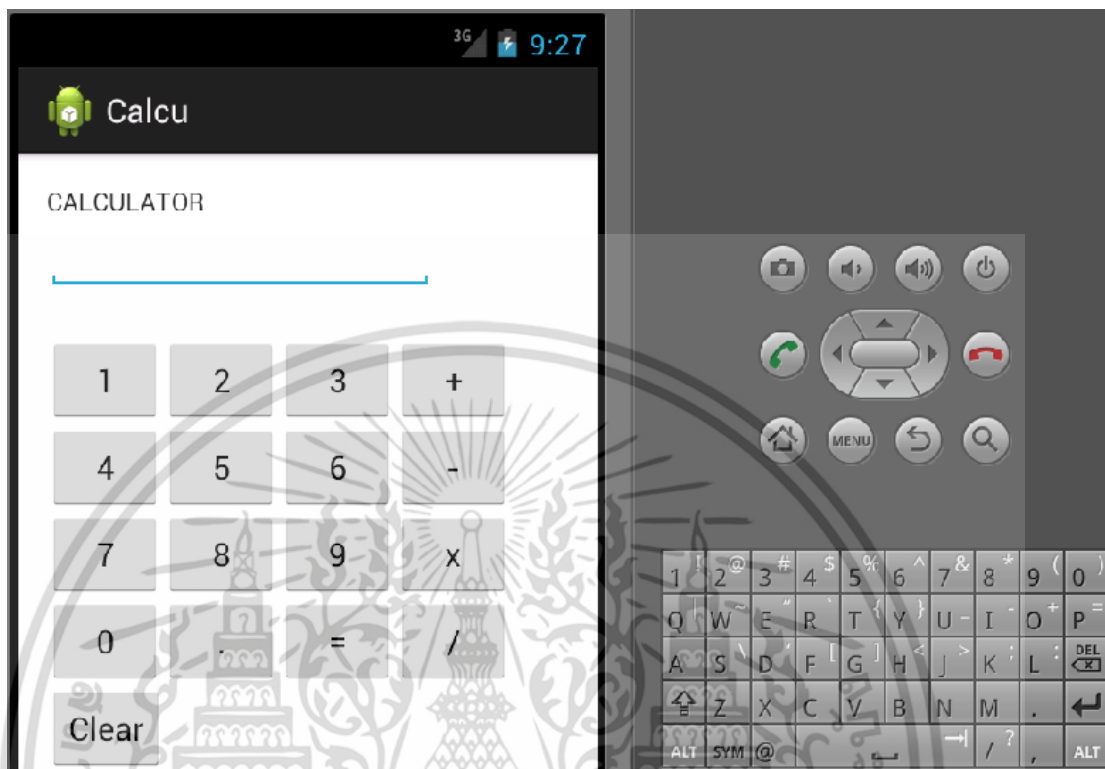 3G 9:27
Calcu
CALCULATOR
1 2 3 +
4 5 6 -
7 8 9 x
0 . = /
Clear
MENU
1 ! 2 @ 3 # 4 $ 5 % 6 ^ 7 & 8 * 9 ( 0 )
Q | W ~ E " R ` T { Y } U _ I - O + P =
A S \ D ' F [ G ] H < J > K ; L : DEL
Z X C V B N M .
ALT SYM @ / ? , ALT